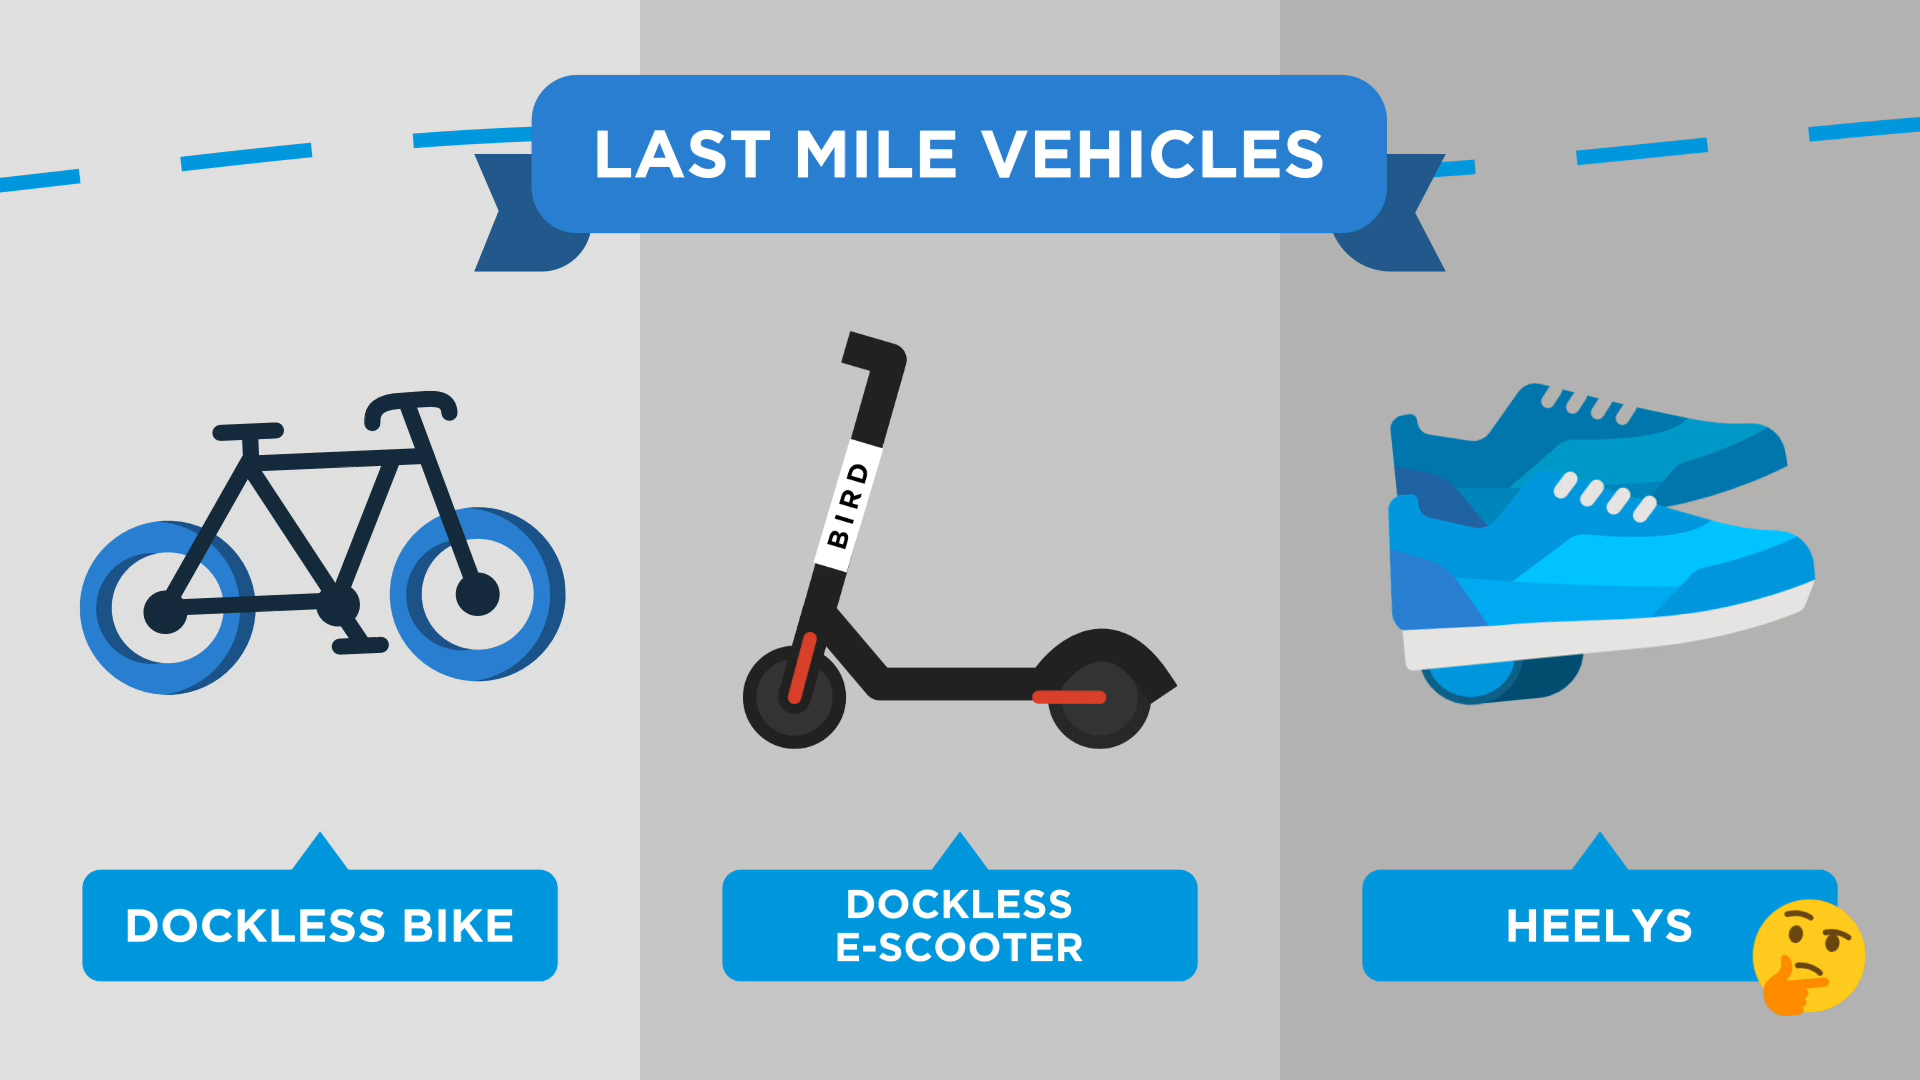 LAST MILE VEHICLES
BIRD
DOCKLESS BIKE
DOCKLESS
E-SCOOTER
HEELYS